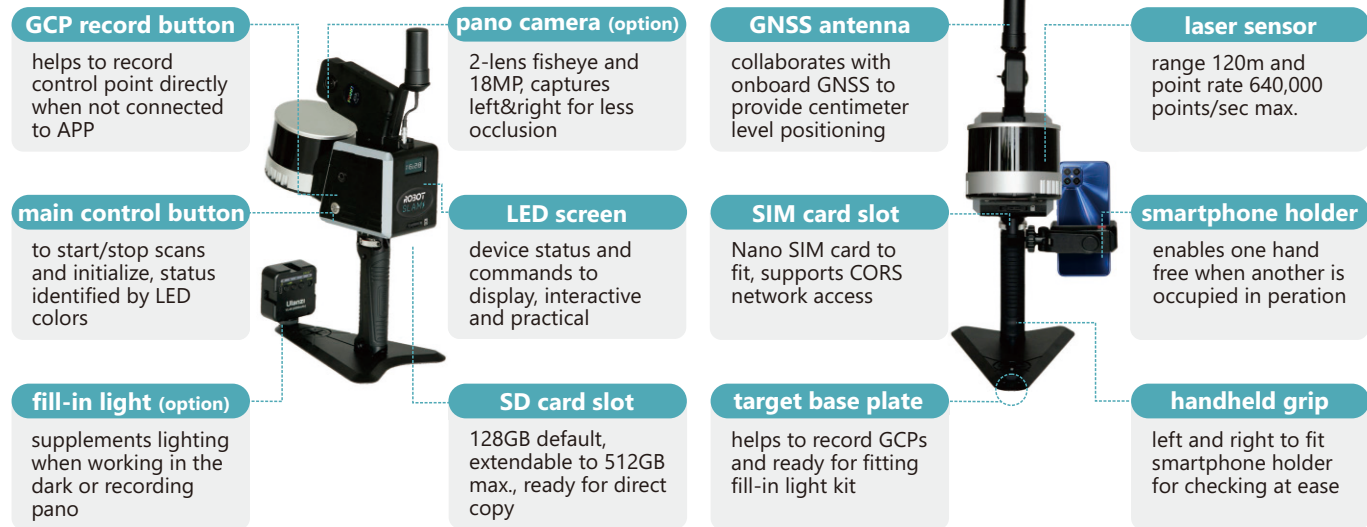 GCP record button
helps to record
control point directly
when not connected
to APP
pano camera (option)
2-lens fisheye and
18MP, captures
left&right for less
occlusion
GNSS antenna
collaborates with
onboard GNSS to
provide centimeter
level positioning
laser sensor
range 120m and
point rate 640,000
points/sec max.
main control button
to start/stop scans
and initialize, status
identified by LED
colors
LED screen
device status and
commands to
display, interactive
and practical
SIM card slot
Nano SIM card to
fit, supports CORS
network access
smartphone holder
enables one hand
free when another is
occupied in peration
fill-in light (option)
supplements lighting
when working in the
dark or recording
pano
SD card slot
128GB default,
extendable to 512GB
max., ready for direct
copy
target base plate
helps to record GCPs
and ready for fitting
fill-in light kit
handheld grip
left and right to fit
smartphone holder
for checking at ease
16:28
ROBOT
SLAM
Ulanzi